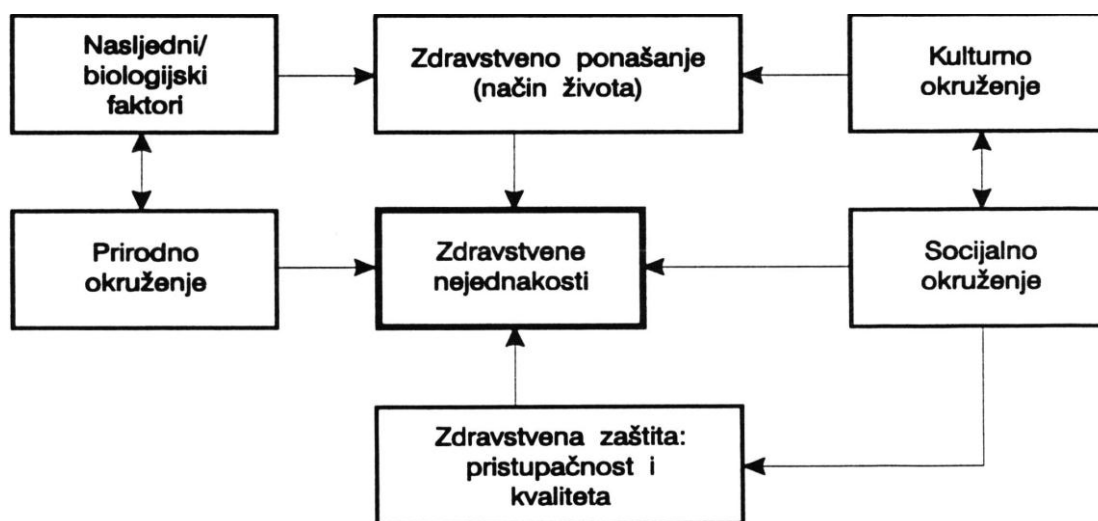 Nasljedni/
biologijski
faktori
Zdravstveno ponašanje
(način života)
Kulturno
okruženje
Prirodno
okruženje
Zdravstvene
nejednakosti
Socijalno
okruženje
Zdravstvena zaštita:
pristupačnost i
kvaliteta